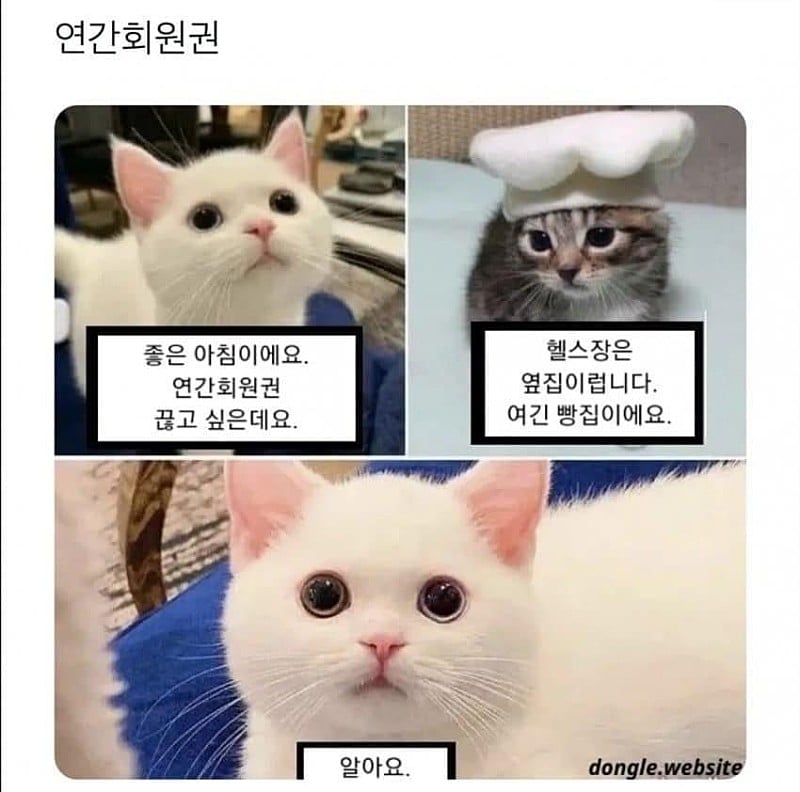 연간회원권
좋은 아침이에요.
연간회원권
끊고 싶은데요.
헬스장은
옆집이럽니다.
여긴 빵집이에요.
알아요.
dongle.website